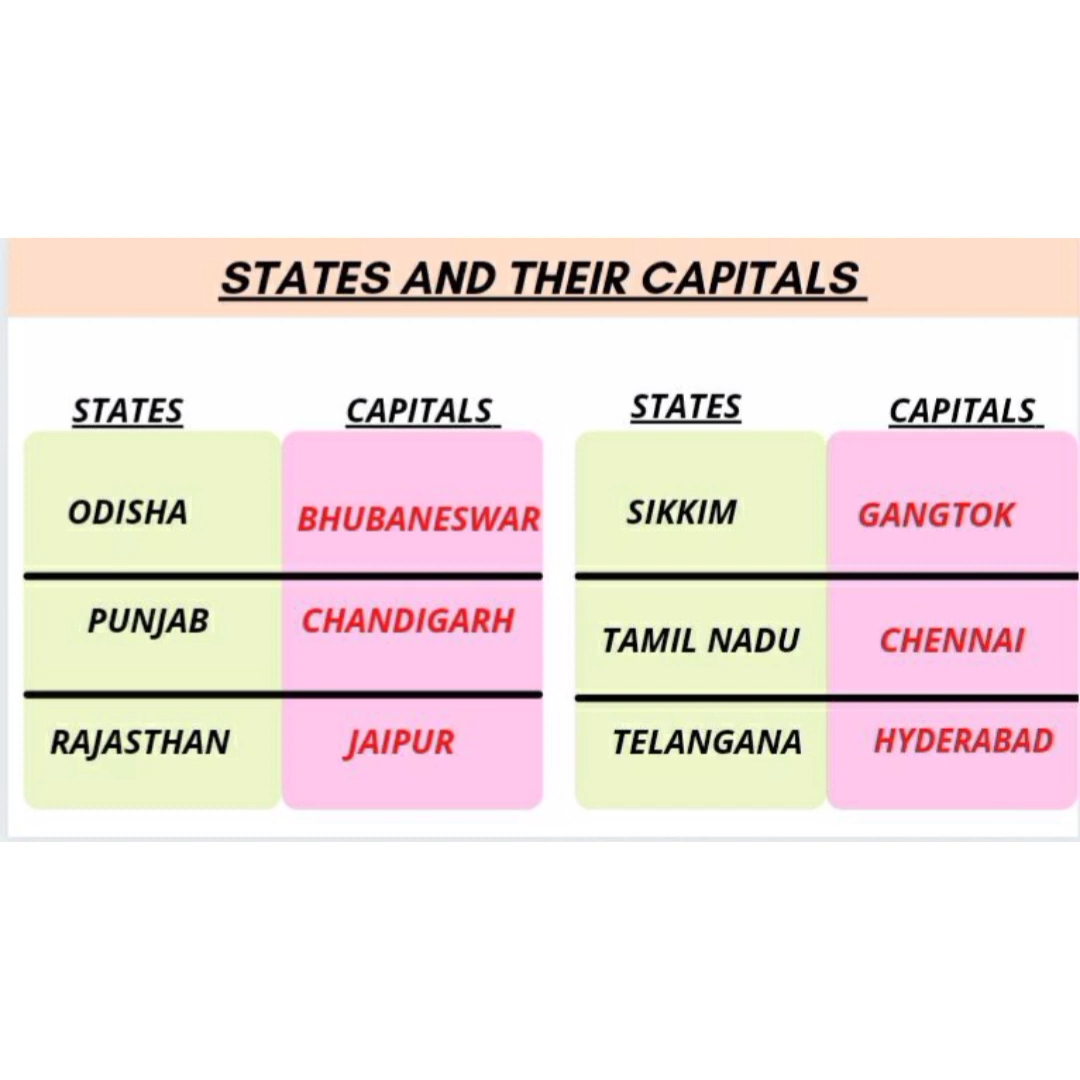 STATES AND THEIR CAPITALS
STATES CAPITALS
ODISHA BHUBANESWAR
PUNJAB CHANDIGARH
RAJASTHAN JAIPUR
STATES CAPITALS
SIKKIM GANGTOK
TAMIL NADU CHENNAI
TELANGANA HYDERABAD